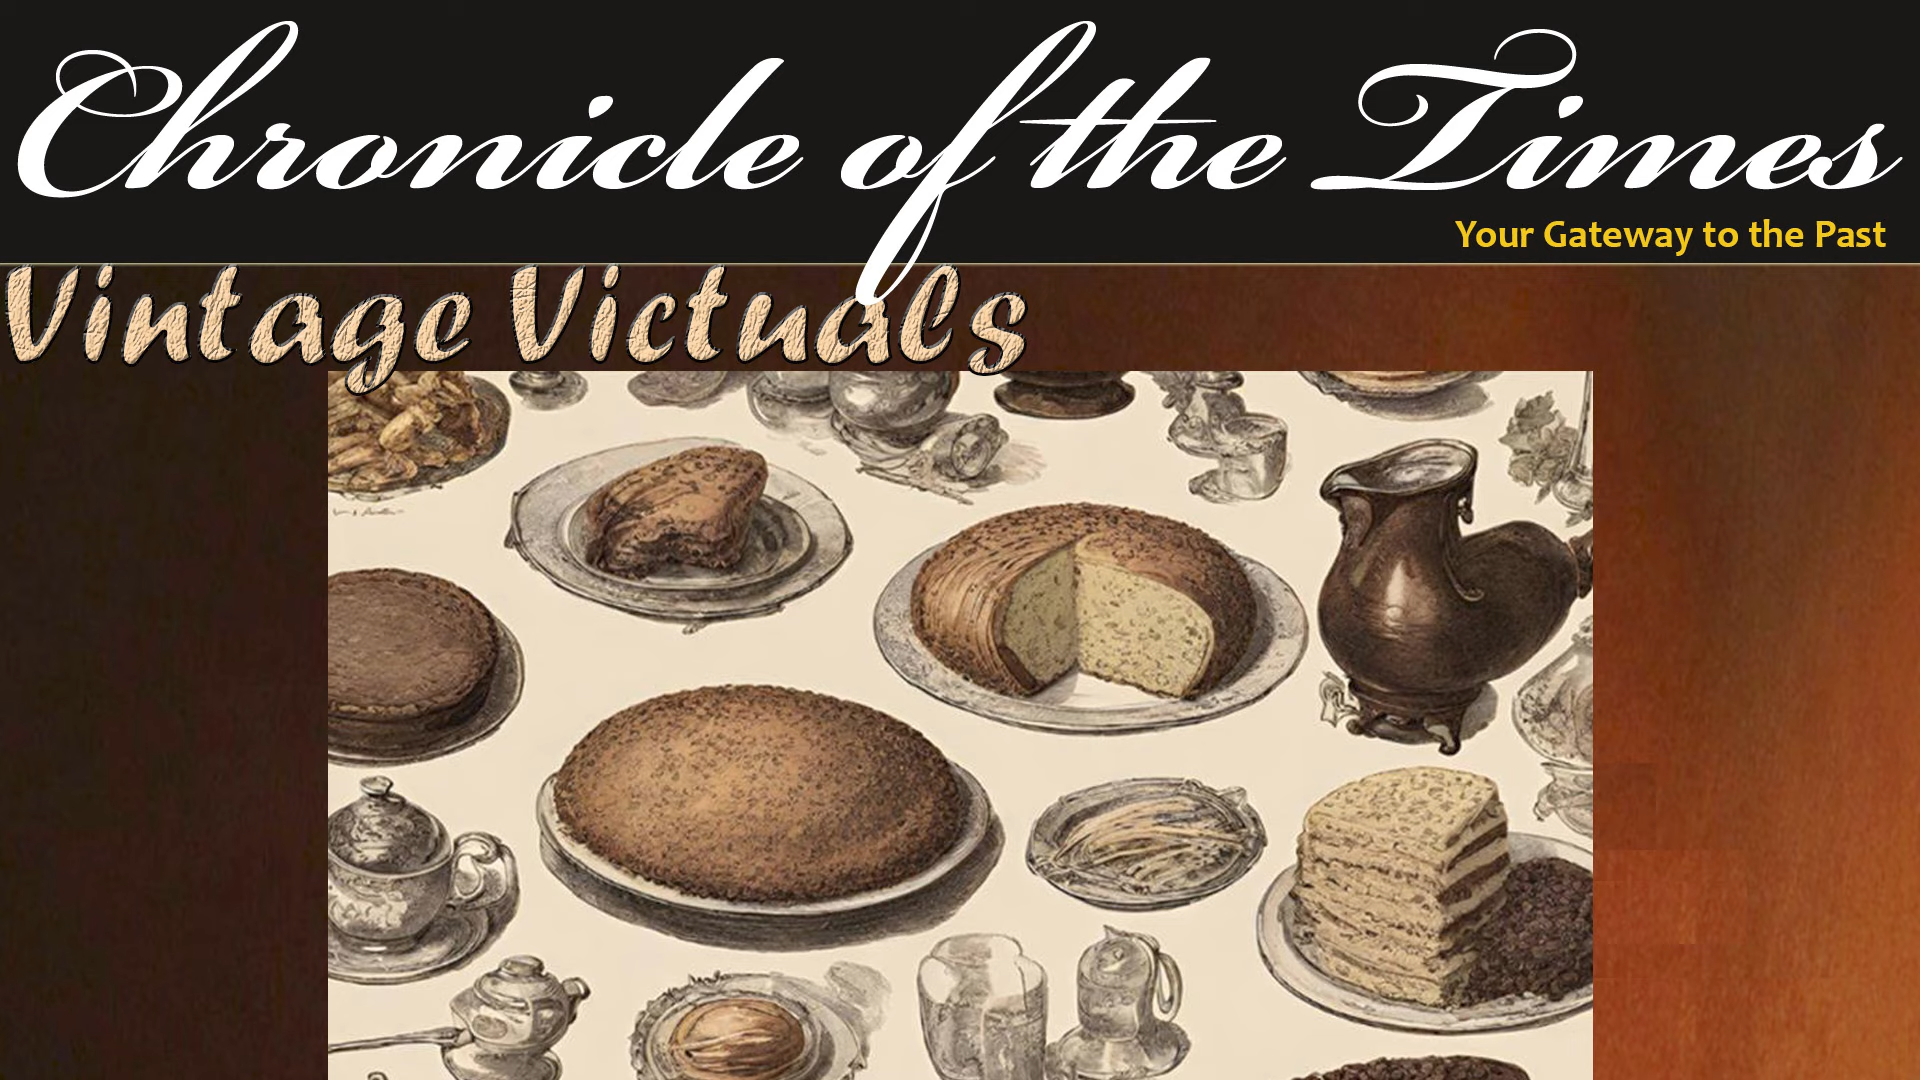 Chronicle of the Times
Your Gateway to the Past
Vintage Victuals